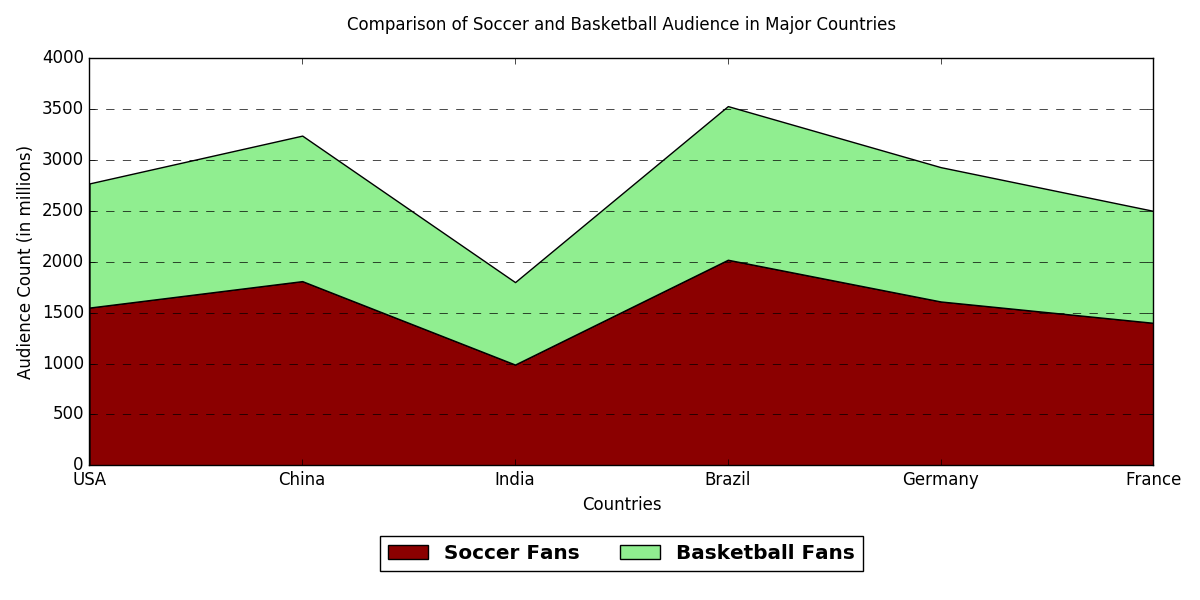 Comparison of Soccer and Basketball Audience in Major Countries
4000
3500
3000
2500
2000
1500
1000
500
0
Audience Count (in millions)
USA China India Brazil Germany France
Countries
Soccer Fans Basketball Fans